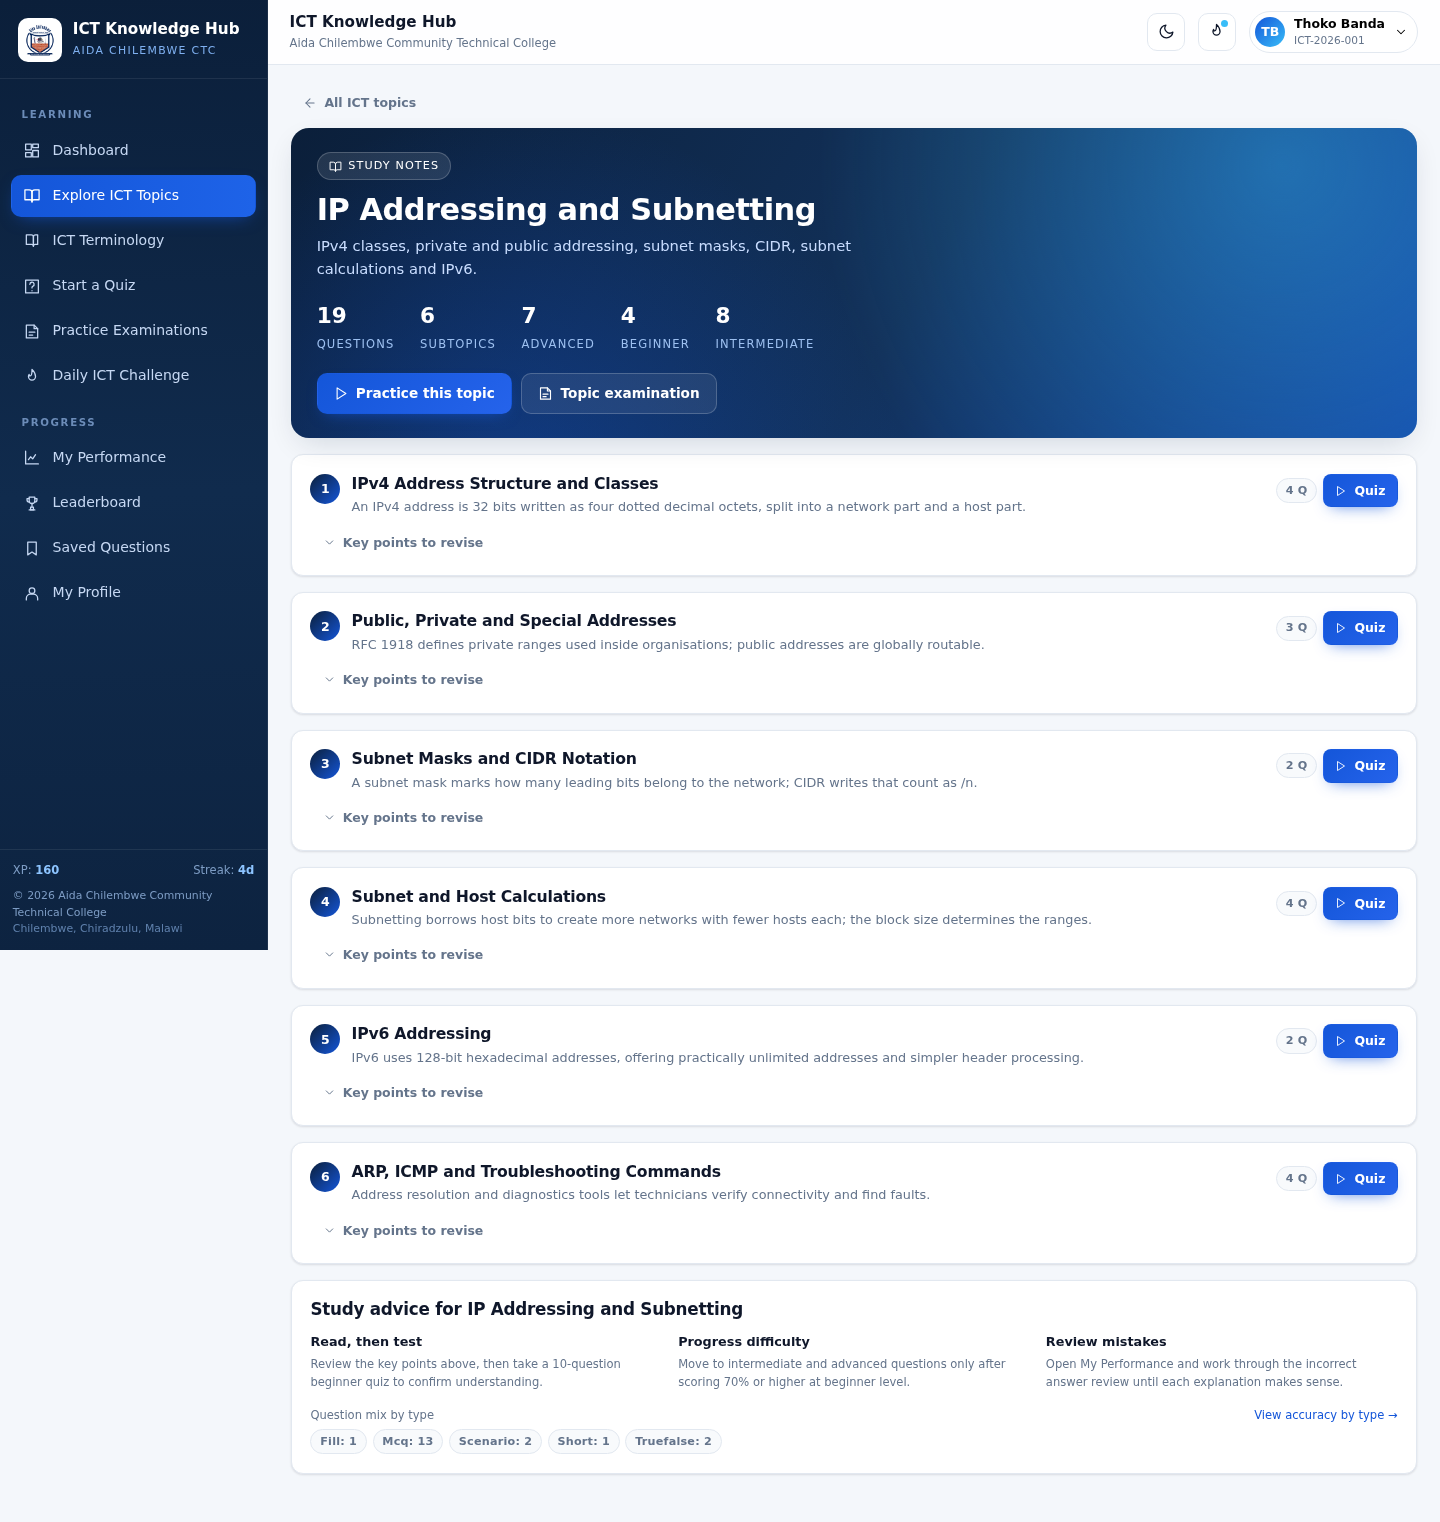 ICT Knowledge Hub
AIDA CHILEMBWE CTC
LEARNING
Dashboard
Explore ICT Topics
ICT Terminology
Start a Quiz
Practice Examinations
Daily ICT Challenge
PROGRESS
My Performance
Leaderboard
Saved Questions
My Profile
XP: 160
Streak: 4d
© 2026 Aida Chilembwe Community
Technical College
Chilembwe, Chiradzulu, Malawi
ICT Knowledge Hub
Aida Chilembwe Community Technical College
TB
Thoko Banda
ICT-2026-001
All ICT topics
STUDY NOTES
IP Addressing and Subnetting
IPv4 classes, private and public addressing, subnet masks, CIDR, subnet
calculations and IPv6.
19 6 7 4 8
QUESTIONS SUBTOPICS ADVANCED BEGINNER INTERMEDIATE
Practice this topic
Topic examination
1
IPv4 Address Structure and Classes
An IPv4 address is 32 bits written as four dotted decimal octets, split into a network part and a host part.
4 Q
Quiz
Key points to revise
2
Public, Private and Special Addresses
RFC 1918 defines private ranges used inside organisations; public addresses are globally routable.
3 Q
Quiz
Key points to revise
3
Subnet Masks and CIDR Notation
A subnet mask marks how many leading bits belong to the network; CIDR writes that count as /n.
2 Q
Quiz
Key points to revise
4
Subnet and Host Calculations
Subnetting borrows host bits to create more networks with fewer hosts each; the block size determines the ranges.
4 Q
Quiz
Key points to revise
5
IPv6 Addressing
IPv6 uses 128-bit hexadecimal addresses, offering practically unlimited addresses and simpler header processing.
2 Q
Quiz
Key points to revise
6
ARP, ICMP and Troubleshooting Commands
Address resolution and diagnostics tools let technicians verify connectivity and find faults.
4 Q
Quiz
Key points to revise
Study advice for IP Addressing and Subnetting
Read, then test
Review the key points above, then take a 10-question
beginner quiz to confirm understanding.
Progress difficulty
Move to intermediate and advanced questions only after
scoring 70% or higher at beginner level.
Review mistakes
Open My Performance and work through the incorrect
answer review until each explanation makes sense.
Question mix by type
View accuracy by type →
Fill: 1
Mcq: 13
Scenario: 2
Short: 1
Truefalse: 2